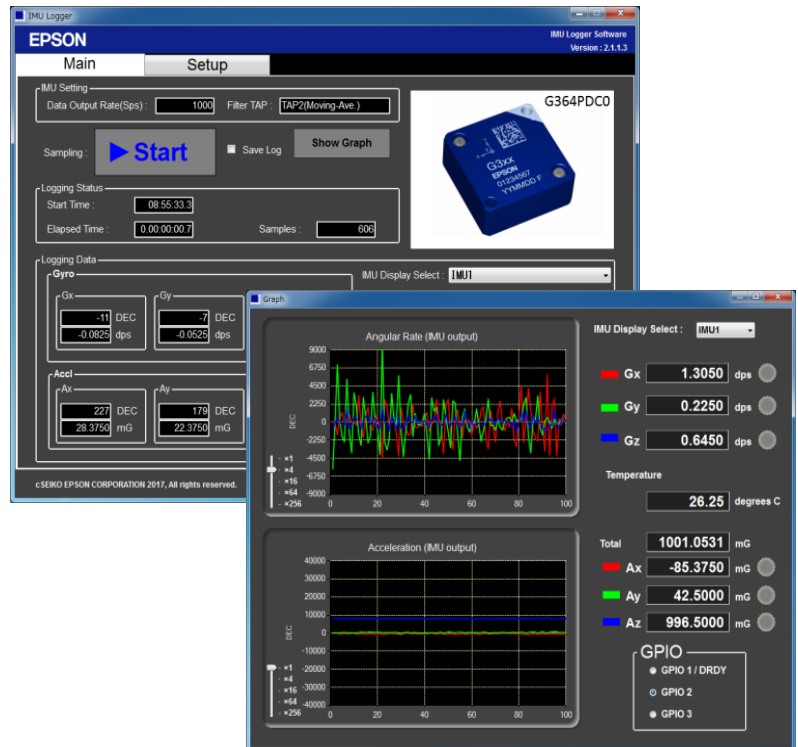 IMU Logger
EPSON
IMU Logger Software
Version : 2.1.1.3
Main
Setup
IMU Setting
Data Output Rate(Sps) :
1000
Filter TAP :
TAP2(Moving-Ave.)
Sampling :
Start
Save Log
Show Graph
Logging Status
Start Time :
08:55:33.3
Elapsed Time :
0.00:00:00.7
Samples :
606
G364PDC0
G3xx
EPSON
01234567
YYMMDD F
Logging Data
IMU Display Select :
IMU1
Gyro
Gx
-11
DEC
-0.0825
dps
Gy
-7
DEC
-0.0525
dps
Accl
Ax
227
DEC
28.3750
mG
Ay
179
DEC
22.3750
mG
cSEIKO EPSON CORPORATION 2017, All rights reserved.
Graph
Angular Rate (IMU output)
9000
6750
4500
2250
0
-2250
-4500
-6750
-9000
DEC
×1
×4
×16
×64
×256
0 20 40 60 80 100
Acceleration (IMU output)
40000
30000
20000
10000
0
-10000
-20000
-30000
-40000
DEC
×1
×4
×16
×64
×256
0 20 40 60 80 100
IMU Display Select :
IMU1
Gx 1.3050 dps
Gy 0.2250 dps
Gz 0.6450 dps
Temperature
26.25 degrees C
Total 1001.0531 mG
Ax -85.3750 mG
Ay 42.5000 mG
Az 996.5000 mG
GPIO
GPIO 1 / DRDY
GPIO 2
GPIO 3